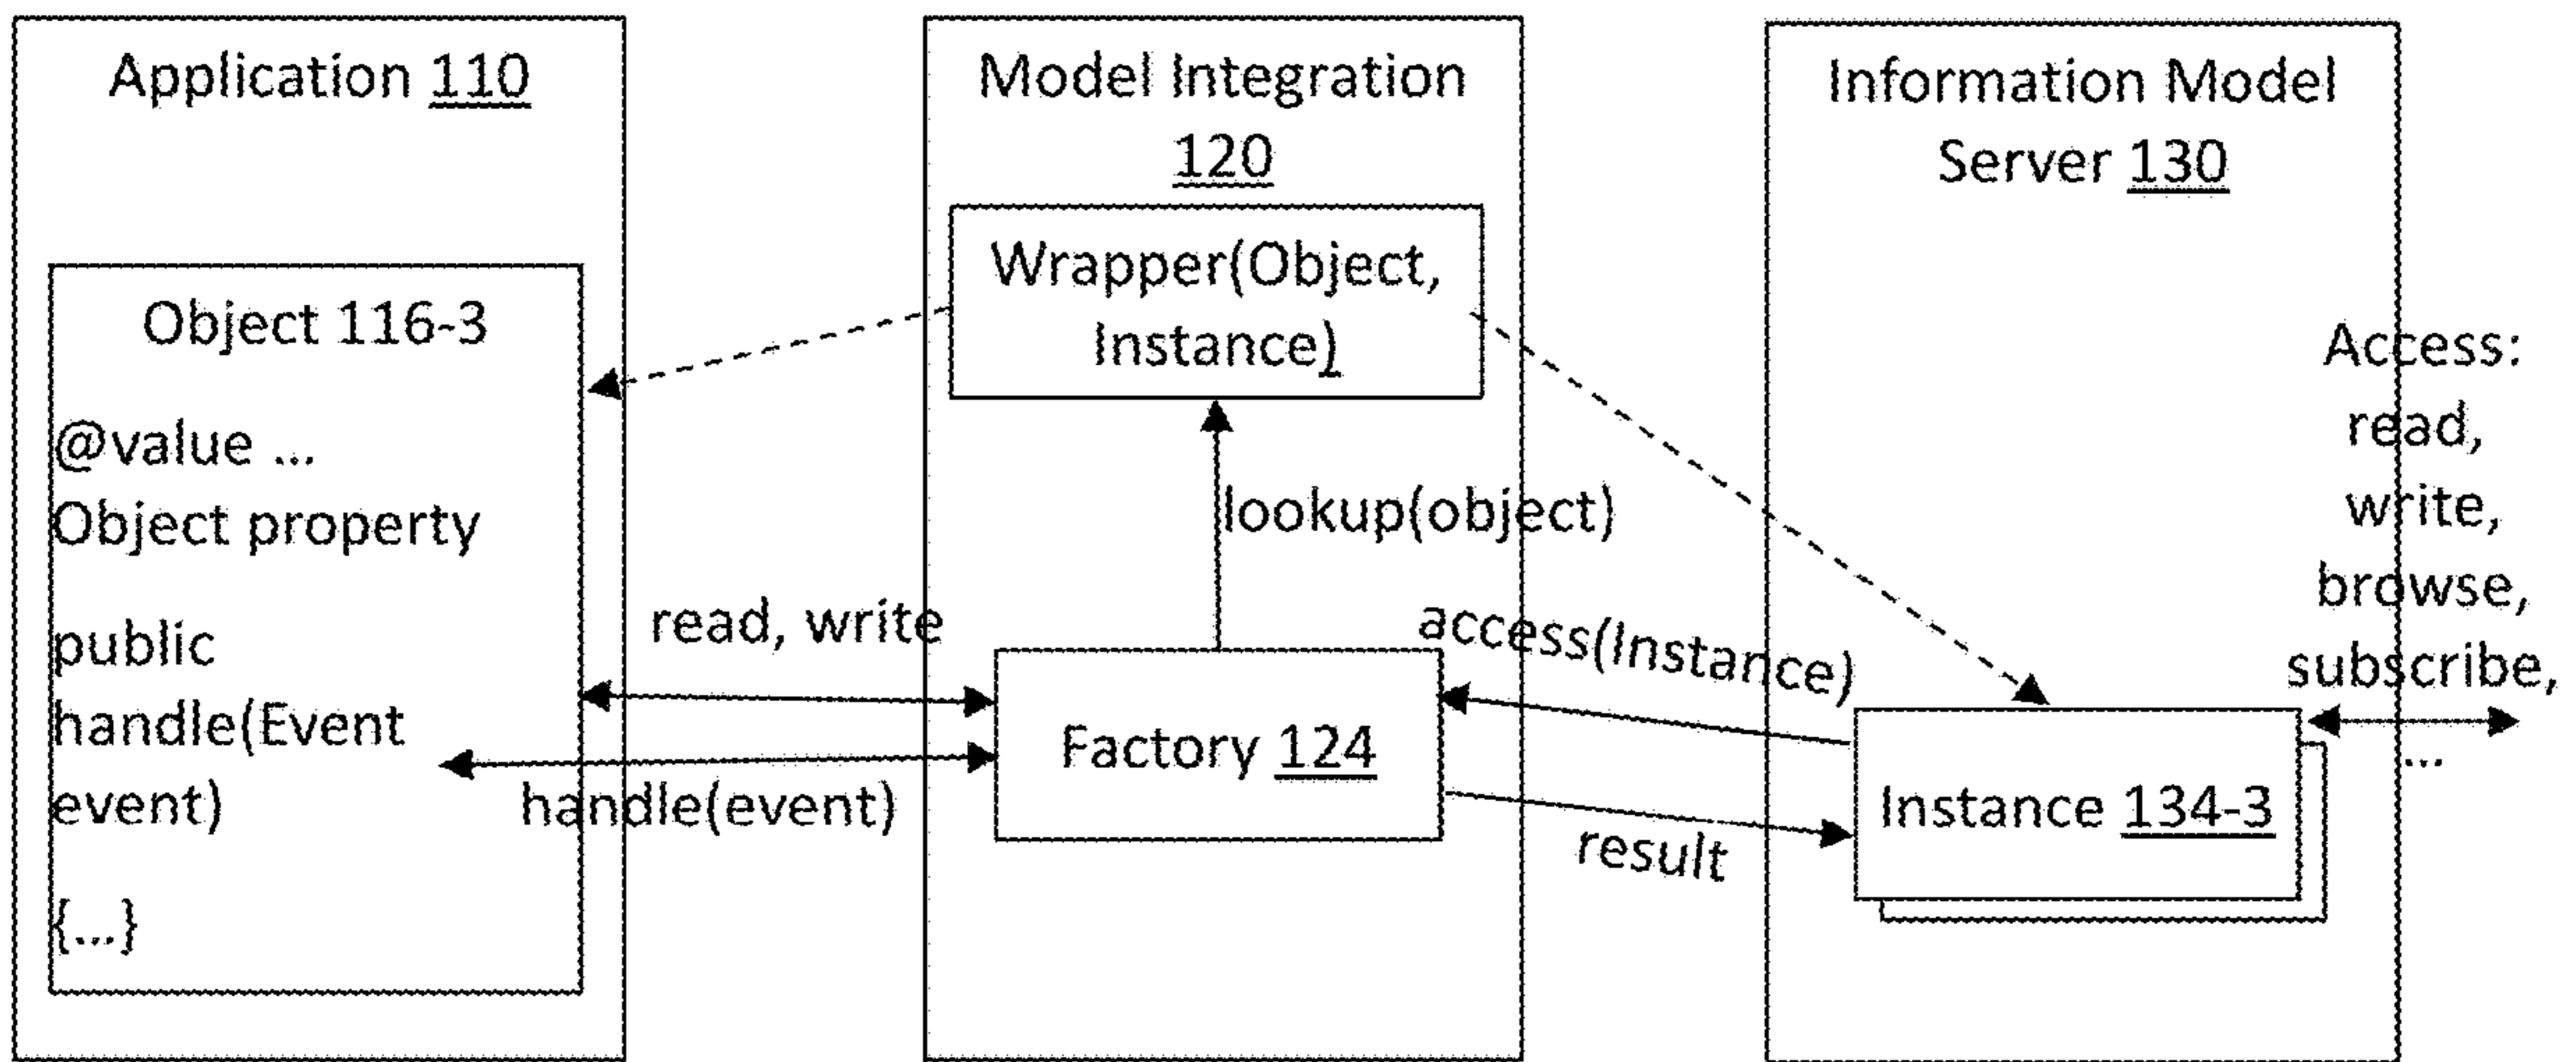 Application 110
Object 116-3
@value ...
Object property
public
handle(Event
event)
{...}
read, write
handle(event)
Model Integration
120
Wrapper(Object,
Instance)
lookup(object)
Factory 124
access(Instance)
result
Information Model
Server 130
Instance 134-3
Access:
read,
write,
browse,
subscribe,
...